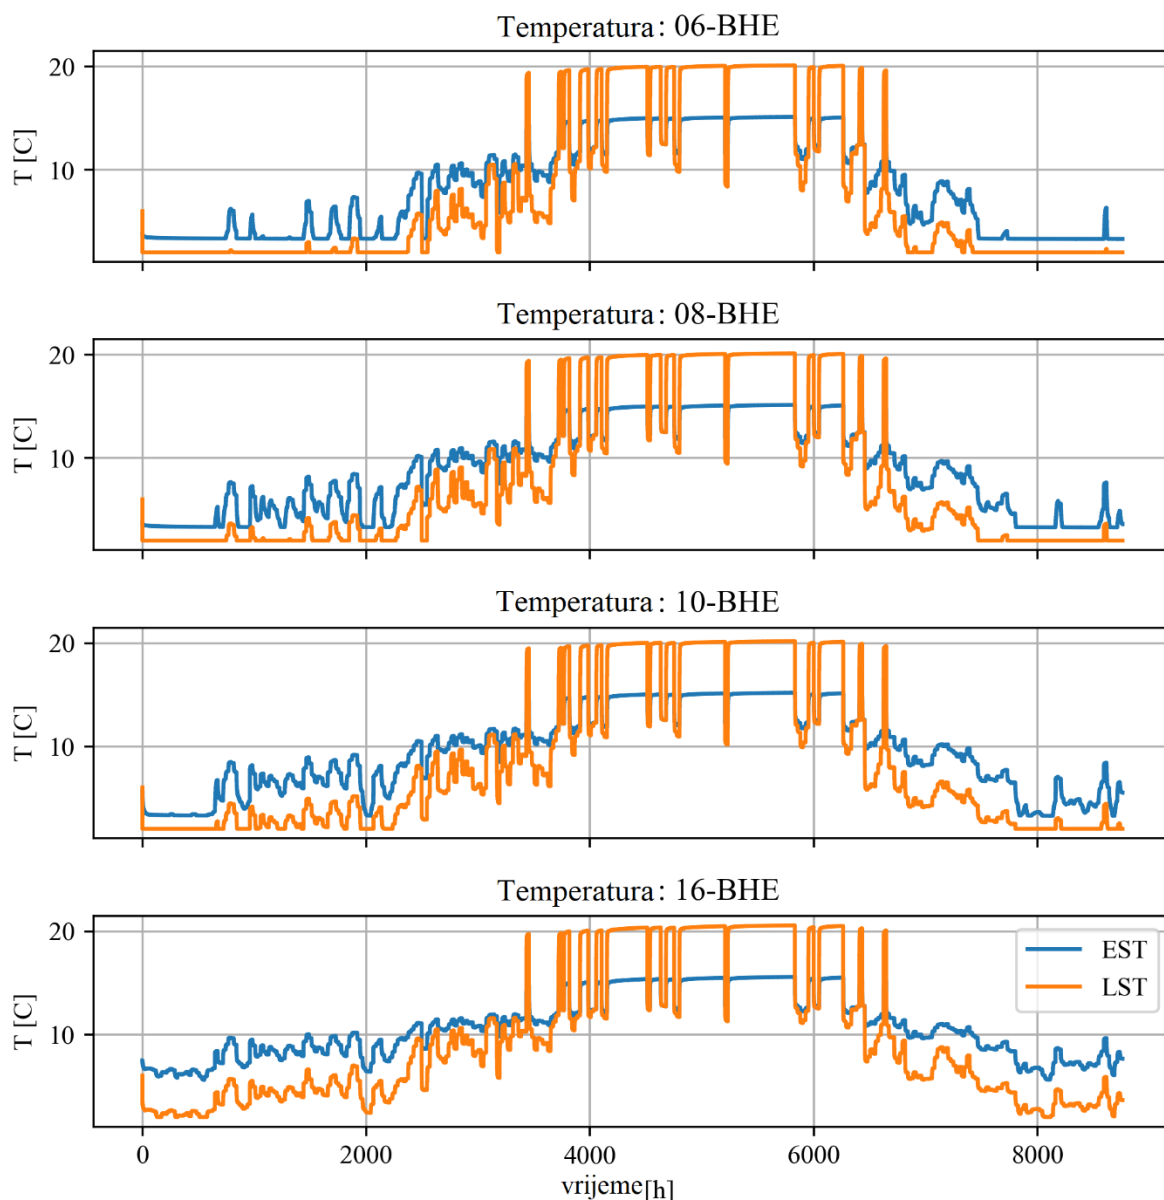 Temperatura: 06-BHE
20
10
T [C]
Temperatura: 08-BHE
20
10
T [C]
Temperatura: 10-BHE
20
10
T [C]
Temperatura: 16-BHE
20
10
T [C]
EST
LST
0 2000 4000 6000 8000
vrijeme[h]